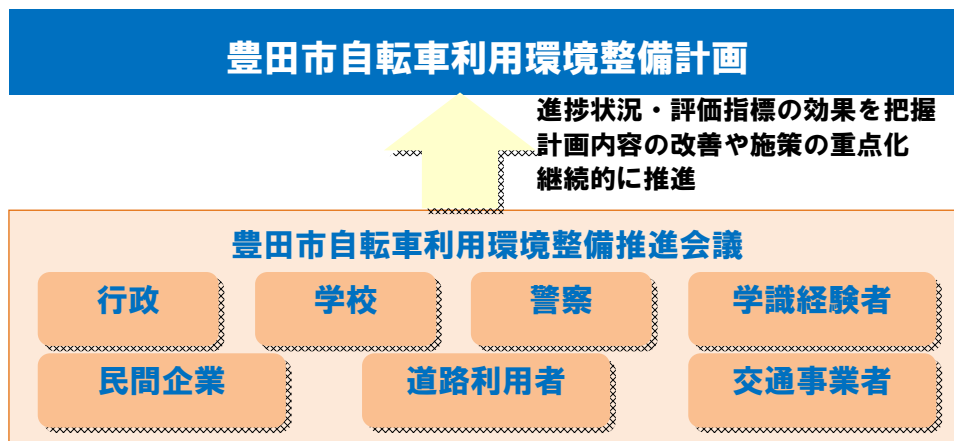 豊田市自転車利用環境整備計画
進捗状況・評価指標の効果を把握
計画内容の改善や施策の重点化
継続的に推進
豊田市自転車利用環境整備推進会議
行政
学校
警察
学識経験者
民間企業
道路利用者
交通事業者